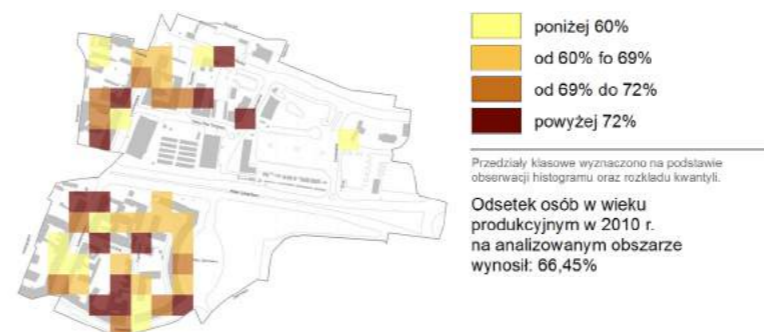 poniżej 60%
od 60% fo 69%
od 69% do 72%
powyżej 72%
Przedziały klasowe wyznaczono na podstawie
obserwacji histogramu oraz rozkładu kwantyli.
Odsetek osób w wieku
produkcyjnym w 2010 r.
na analizowanym obszarze
wynosił: 66,45%